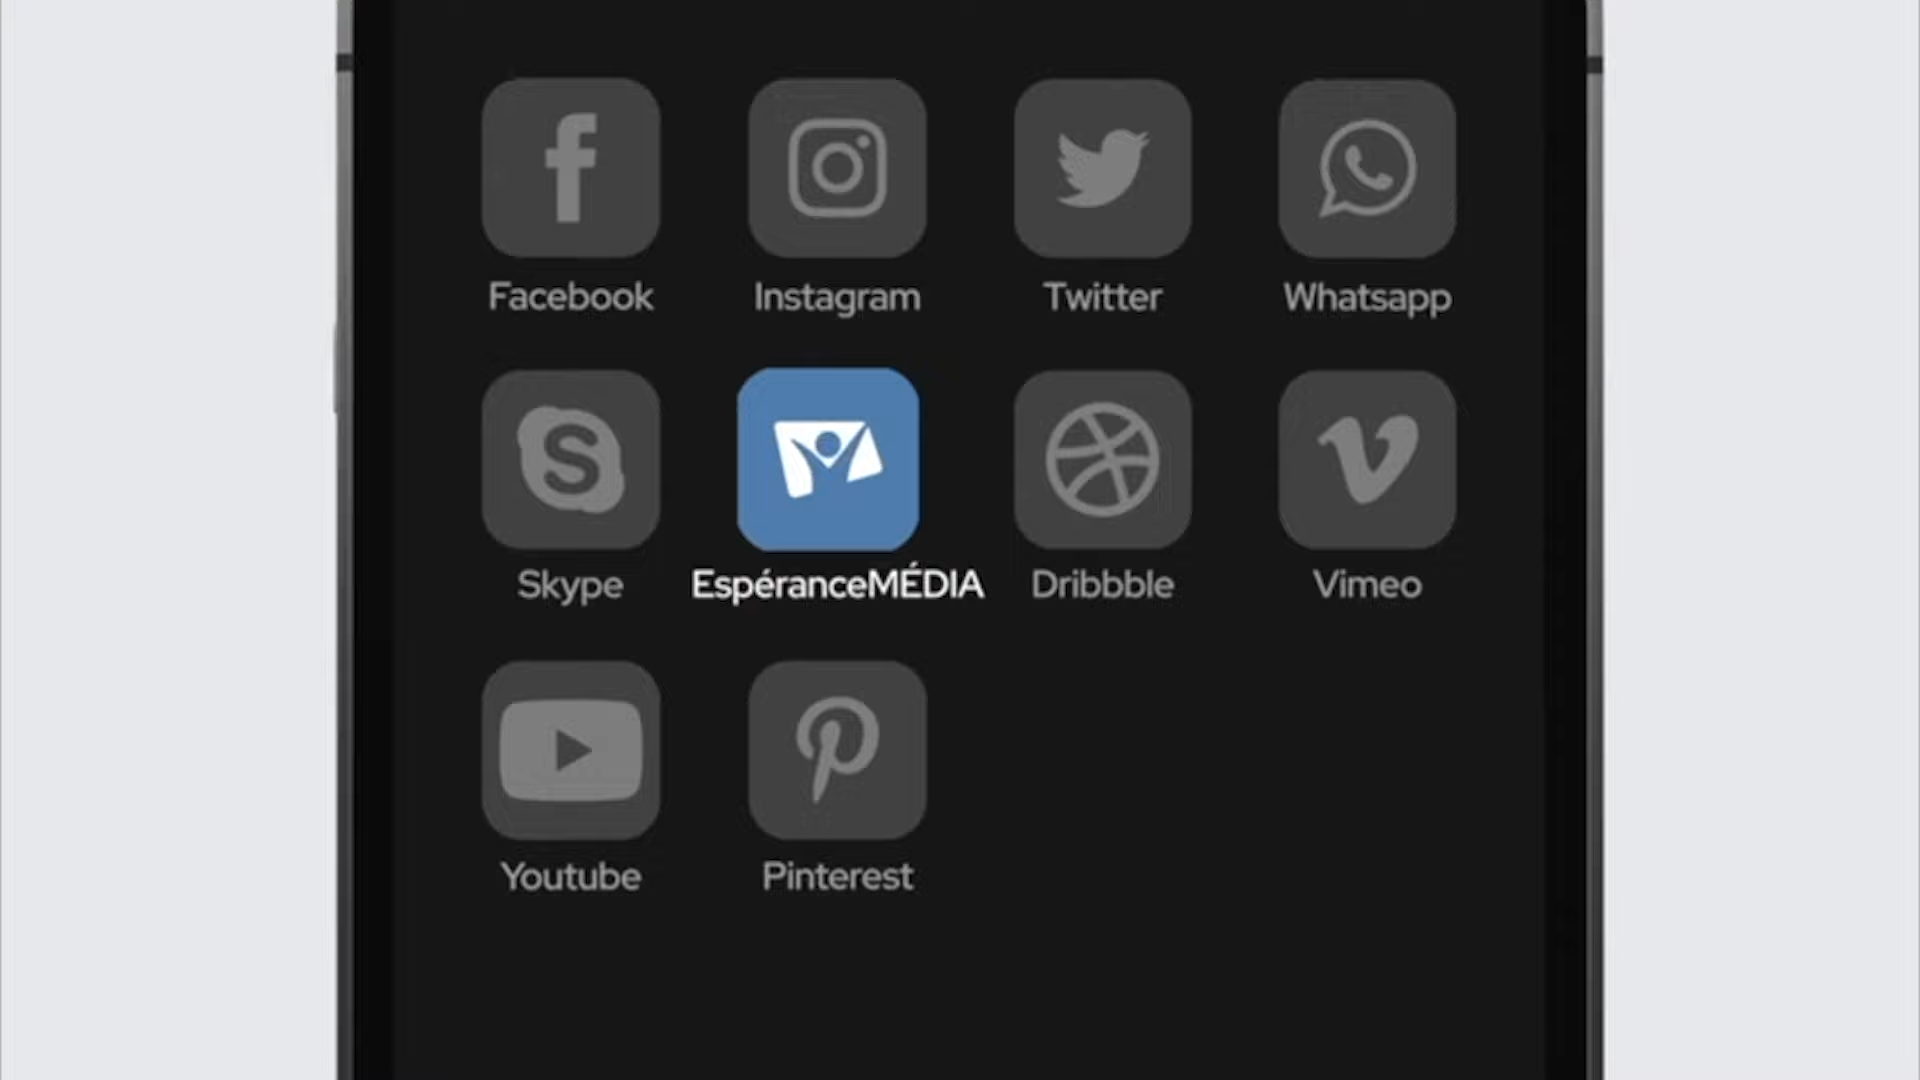 Facebook
Instagram
Twitter
Whatsapp
Skype
EspéranceMÉDIA
Dribbble
Vimeo
Youtube
Pinterest